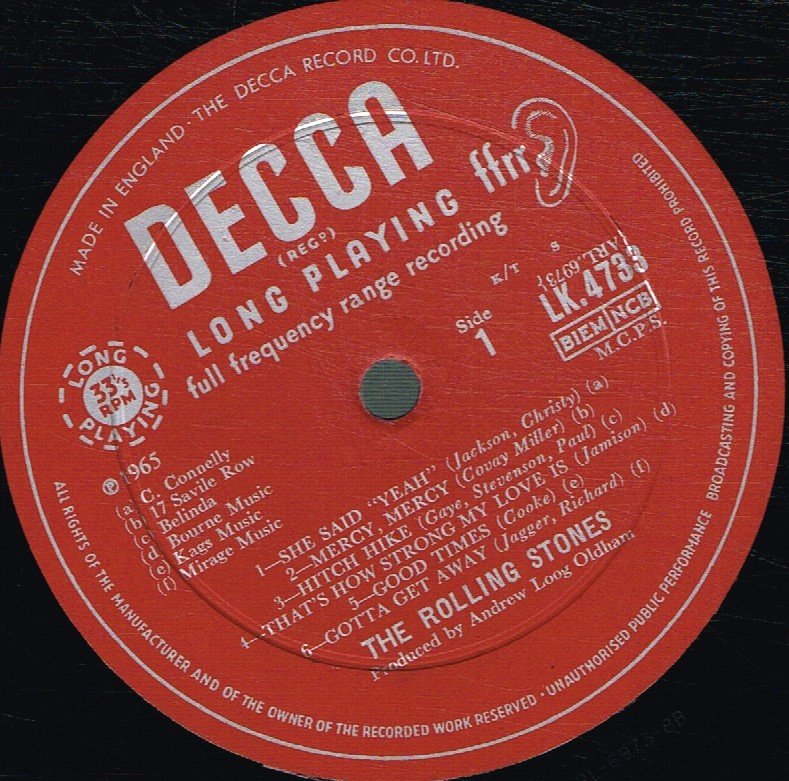 MADE IN ENGLAND · THE DECCA RECORD CO. LTD.
DECCA
(REGD)
LONG PLAYING ffrr
full frequency range recording
LONG
33⅓
RPM
PLAYING
Side
1
K/T
S
(ARL.6973)
LK.4733
BIEM NCB
M.C.P.S.
℗ 1965
(a) C. Connelly
(b) 17 Savile Row
(c) Belinda
(d) Bourne Music
(e) Kags Music
(f) Mirage Music
1—SHE SAID "YEAH" (Jackson, Christy) (a)
2—MERCY, MERCY (Covay Miller) (b)
3—HITCH HIKE (Gaye, Stevenson, Paul) (c)
4—THAT'S HOW STRONG MY LOVE IS (Jamison) (d)
5—GOOD TIMES (Cooke) (e)
6—GOTTA GET AWAY (Jagger, Richard) (f)
THE ROLLING STONES
Produced by Andrew Loog Oldham
ALL RIGHTS OF THE MANUFACTURER AND OF THE OWNER OF THE RECORDED WORK RESERVED · UNAUTHORISED PUBLIC PERFORMANCE BROADCASTING AND COPYING OF THIS RECORD PROHIBITED